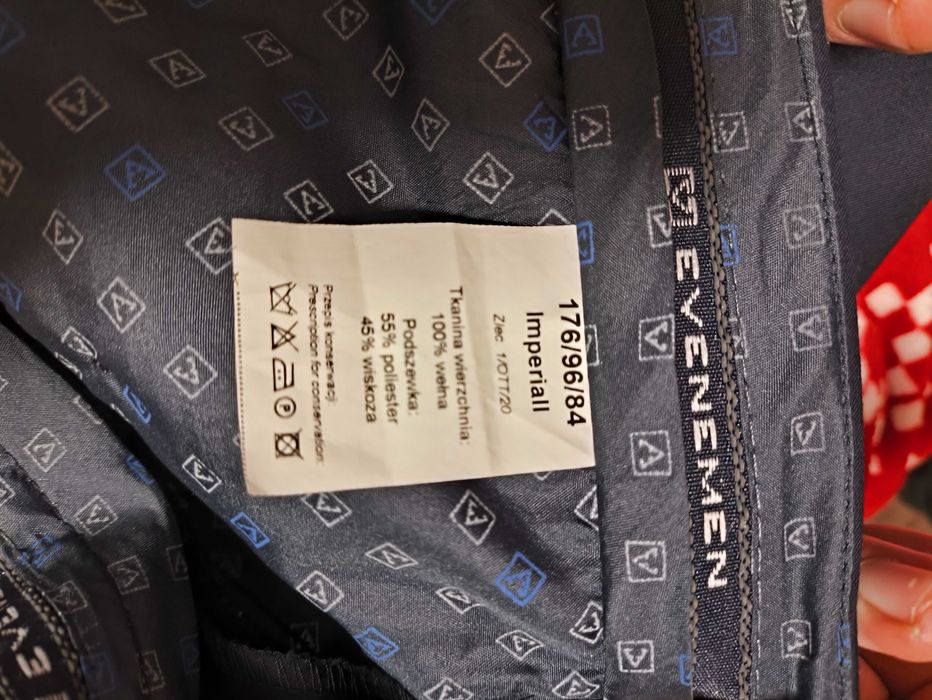 176/96/84
Imperiall
Zlec. 1/OTT/20
Tkanina wierzchnia:
100% wełna
Podszewka:
55% poliester
45% wiskoza
Przepis konserwacji:
Prescription for conservation:
P
EVENEMEN